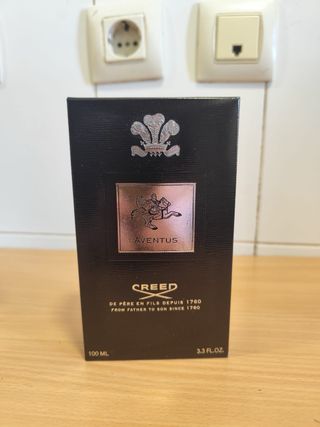 AVENTUS
CREED
DE PÈRE EN FILS DEPUIS 1760
FROM FATHER TO SON SINCE 1760
100 ML 3.3 FL.OZ.